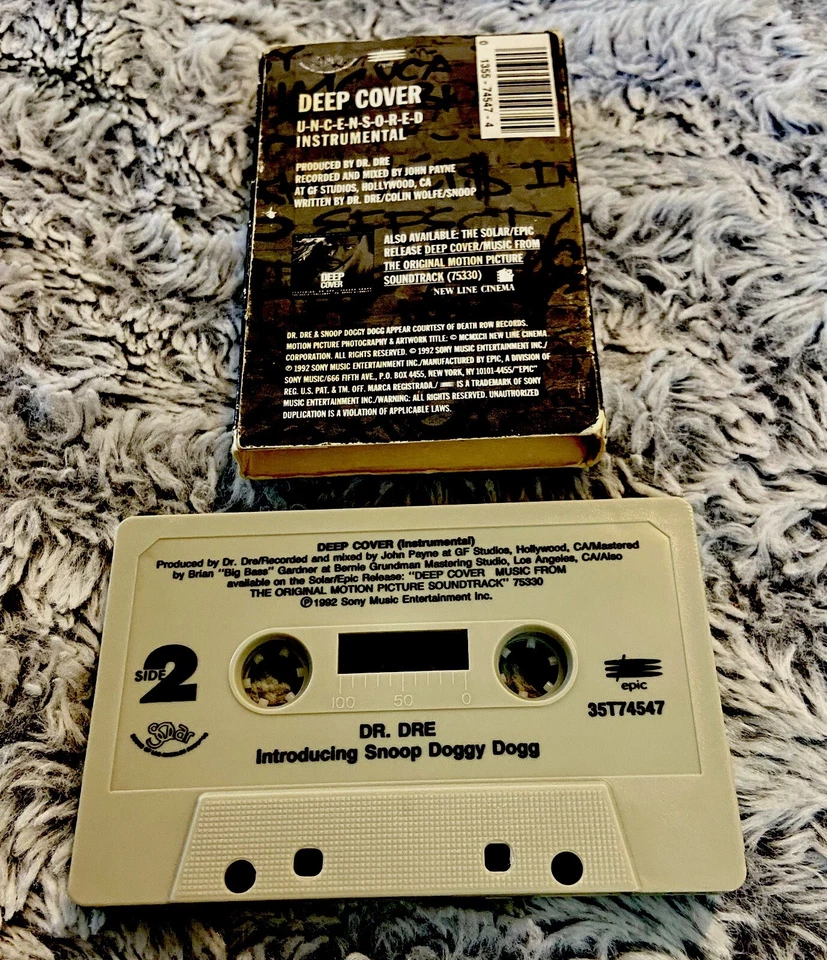 0 1355-74547-4
DEEP COVER
U-N-C-E-N-S-O-R-E-D
INSTRUMENTAL
PRODUCED BY DR. DRE
RECORDED AND MIXED BY JOHN PAYNE
AT GF STUDIOS, HOLLYWOOD, CA
WRITTEN BY DR. DRE/COLIN WOLFE/SNOOP
DEEP
COVER
ALSO AVAILABLE: THE SOLAR/EPIC
RELEASE DEEP COVER/MUSIC FROM
THE ORIGINAL MOTION PICTURE
SOUNDTRACK (75330)
NEW LINE CINEMA
DR. DRE & SNOOP DOGGY DOGG APPEAR COURTESY OF DEATH ROW RECORDS.
MOTION PICTURE PHOTOGRAPHY & ARTWORK TITLE: © MCMXCII NEW LINE CINEMA
CORPORATION. ALL RIGHTS RESERVED. © 1992 SONY MUSIC ENTERTAINMENT INC./
℗ 1992 SONY MUSIC ENTERTAINMENT INC./MANUFACTURED BY EPIC, A DIVISION OF
SONY MUSIC/666 FIFTH AVE., P.O. BOX 4455, NEW YORK, NY 10101-4455/"EPIC"
REG. U.S. PAT. & TM. OFF. MARCA REGISTRADA./ IS A TRADEMARK OF SONY
MUSIC ENTERTAINMENT INC./WARNING: ALL RIGHTS RESERVED. UNAUTHORIZED
DUPLICATION IS A VIOLATION OF APPLICABLE LAWS.
DEEP COVER (Instrumental)
Produced by Dr. Dre/Recorded and mixed by John Payne at GF Studios, Hollywood, CA/Mastered
by Brian "Big Bass" Gardner at Bernie Grundman Mastering Studio, Los Angeles, CA/Also
available on the Solar/Epic Release: "DEEP COVER MUSIC FROM
THE ORIGINAL MOTION PICTURE SOUNDTRACK" 75330
℗1992 Sony Music Entertainment Inc.
SIDE 2
100 50 0
epic
35T74547
Solar
DR. DRE
Introducing Snoop Doggy Dogg